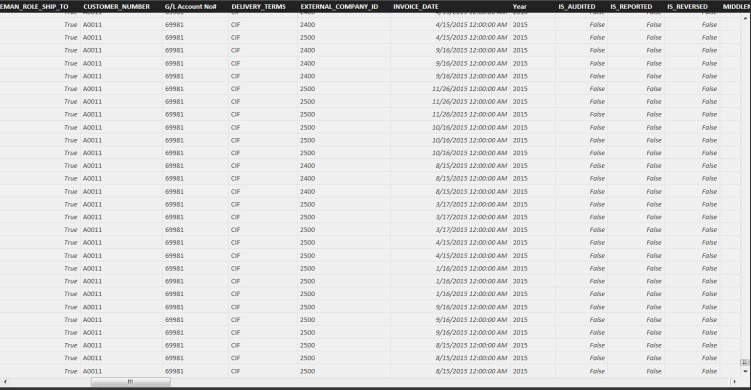 EMAN_ROLE_SHIP_TO CUSTOMER_NUMBER G/L Account No# DELIVERY_TERMS EXTERNAL_COMPANY_ID INVOICE_DATE Year IS_AUDITED IS_REPORTED IS_REVERSED MIDDLEM
True A0011 69981 CIF 2400 4/15/2015 12:00:00 AM 2015 False False False
True A0011 69981 CIF 2400 4/15/2015 12:00:00 AM 2015 False False False
True A0011 69981 CIF 2400 9/16/2015 12:00:00 AM 2015 False False False
True A0011 69981 CIF 2400 9/16/2015 12:00:00 AM 2015 False False False
True A0011 69981 CIF 2400 9/16/2015 12:00:00 AM 2015 False False False
True A0011 69981 CIF 2500 11/26/2015 12:00:00 AM 2015 False False False
True A0011 69981 CIF 2500 11/26/2015 12:00:00 AM 2015 False False False
True A0011 69981 CIF 2500 11/26/2015 12:00:00 AM 2015 False False False
True A0011 69981 CIF 2500 10/16/2015 12:00:00 AM 2015 False False False
True A0011 69981 CIF 2500 10/16/2015 12:00:00 AM 2015 False False False
True A0011 69981 CIF 2500 10/16/2015 12:00:00 AM 2015 False False False
True A0011 69981 CIF 2400 8/15/2015 12:00:00 AM 2015 False False False
True A0011 69981 CIF 2400 8/15/2015 12:00:00 AM 2015 False False False
True A0011 69981 CIF 2400 8/15/2015 12:00:00 AM 2015 False False False
True A0011 69981 CIF 2500 3/17/2015 12:00:00 AM 2015 False False False
True A0011 69981 CIF 2500 3/17/2015 12:00:00 AM 2015 False False False
True A0011 69981 CIF 2500 3/17/2015 12:00:00 AM 2015 False False False
True A0011 69981 CIF 2500 4/15/2015 12:00:00 AM 2015 False False False
True A0011 69981 CIF 2500 4/15/2015 12:00:00 AM 2015 False False False
True A0011 69981 CIF 2500 1/16/2015 12:00:00 AM 2015 False False False
True A0011 69981 CIF 2500 1/16/2015 12:00:00 AM 2015 False False False
True A0011 69981 CIF 2500 1/16/2015 12:00:00 AM 2015 False False False
True A0011 69981 CIF 2500 9/16/2015 12:00:00 AM 2015 False False False
True A0011 69981 CIF 2500 9/16/2015 12:00:00 AM 2015 False False False
True A0011 69981 CIF 2500 9/16/2015 12:00:00 AM 2015 False False False
True A0011 69981 CIF 2500 8/15/2015 12:00:00 AM 2015 False False False
True A0011 69981 CIF 2500 8/15/2015 12:00:00 AM 2015 False False False
True A0011 69981 CIF 2500 8/15/2015 12:00:00 AM 2015 False False False